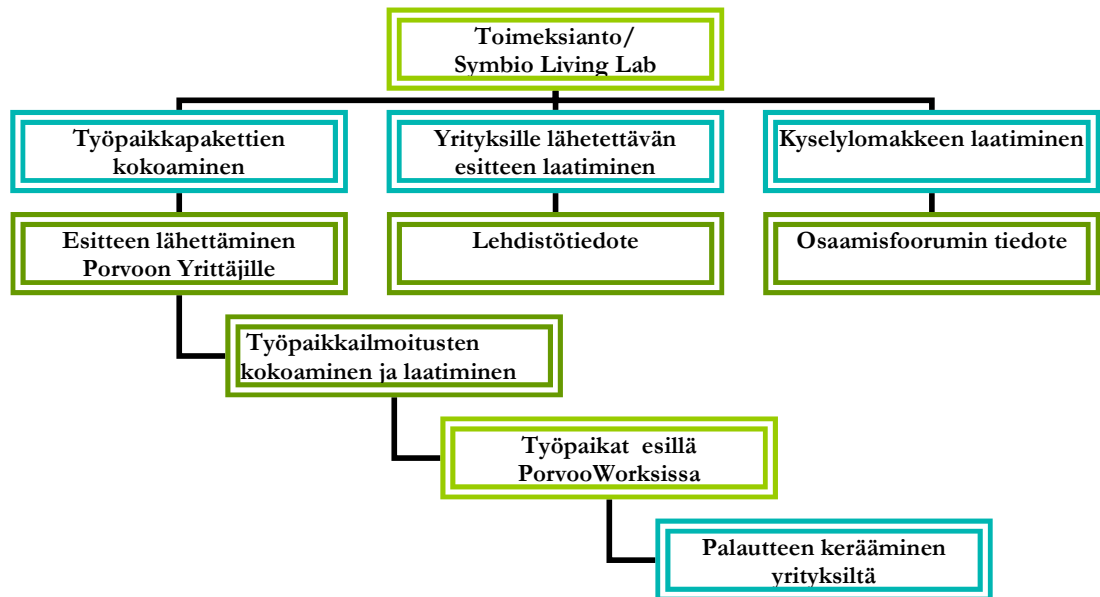 Toimeksianto/
Symbio Living Lab
Työpaikkapakettien
kokoaminen
Yrityksille lähetettävän
esitteen laatiminen
Kyselylomakkeen laatiminen
Esitteen lähettäminen
Porvoon Yrittäjille
Lehdistötiedote
Osaamisfoorumin tiedote
Työpaikkailmoitusten
kokoaminen ja laatiminen
Työpaikat esillä
PorvooWorksissa
Palautteen kerääminen
yrityksiltä